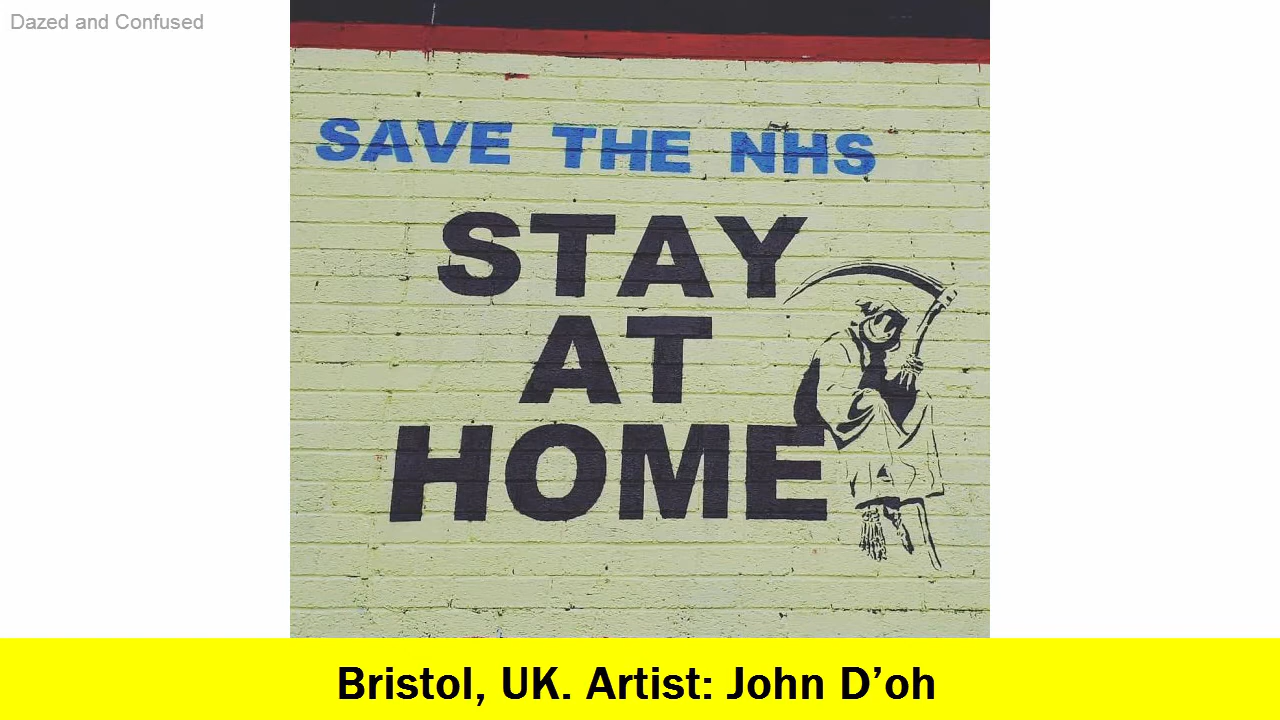 Dazed and Confused
SAVE THE NHS
STAY
AT
HOME
Bristol, UK. Artist: John D’oh